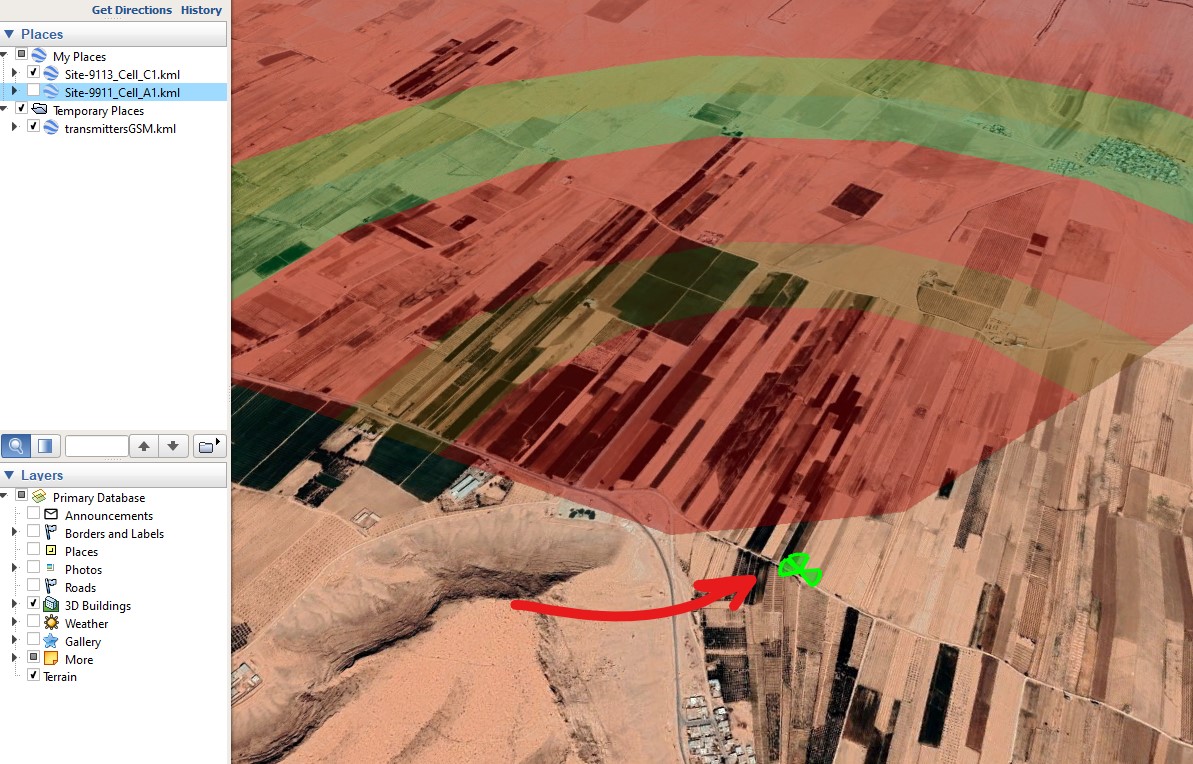 Get Directions History
Places
My Places
Site-9113_Cell_C1.kml
Site-9911_Cell_A1.kml
Temporary Places
transmittersGSM.kml
Layers
Primary Database
Announcements
Borders and Labels
Places
Photos
Roads
3D Buildings
Weather
Gallery
More
Terrain